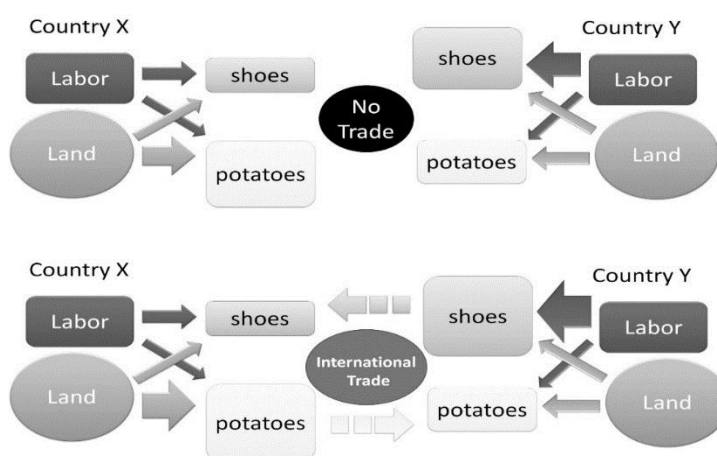 Country X
Country Y
Labor
shoes
shoes
Labor
No
Trade
Land
potatoes
potatoes
Land
Country X
Country Y
Labor
shoes
shoes
Labor
International
Trade
Land
potatoes
potatoes
Land